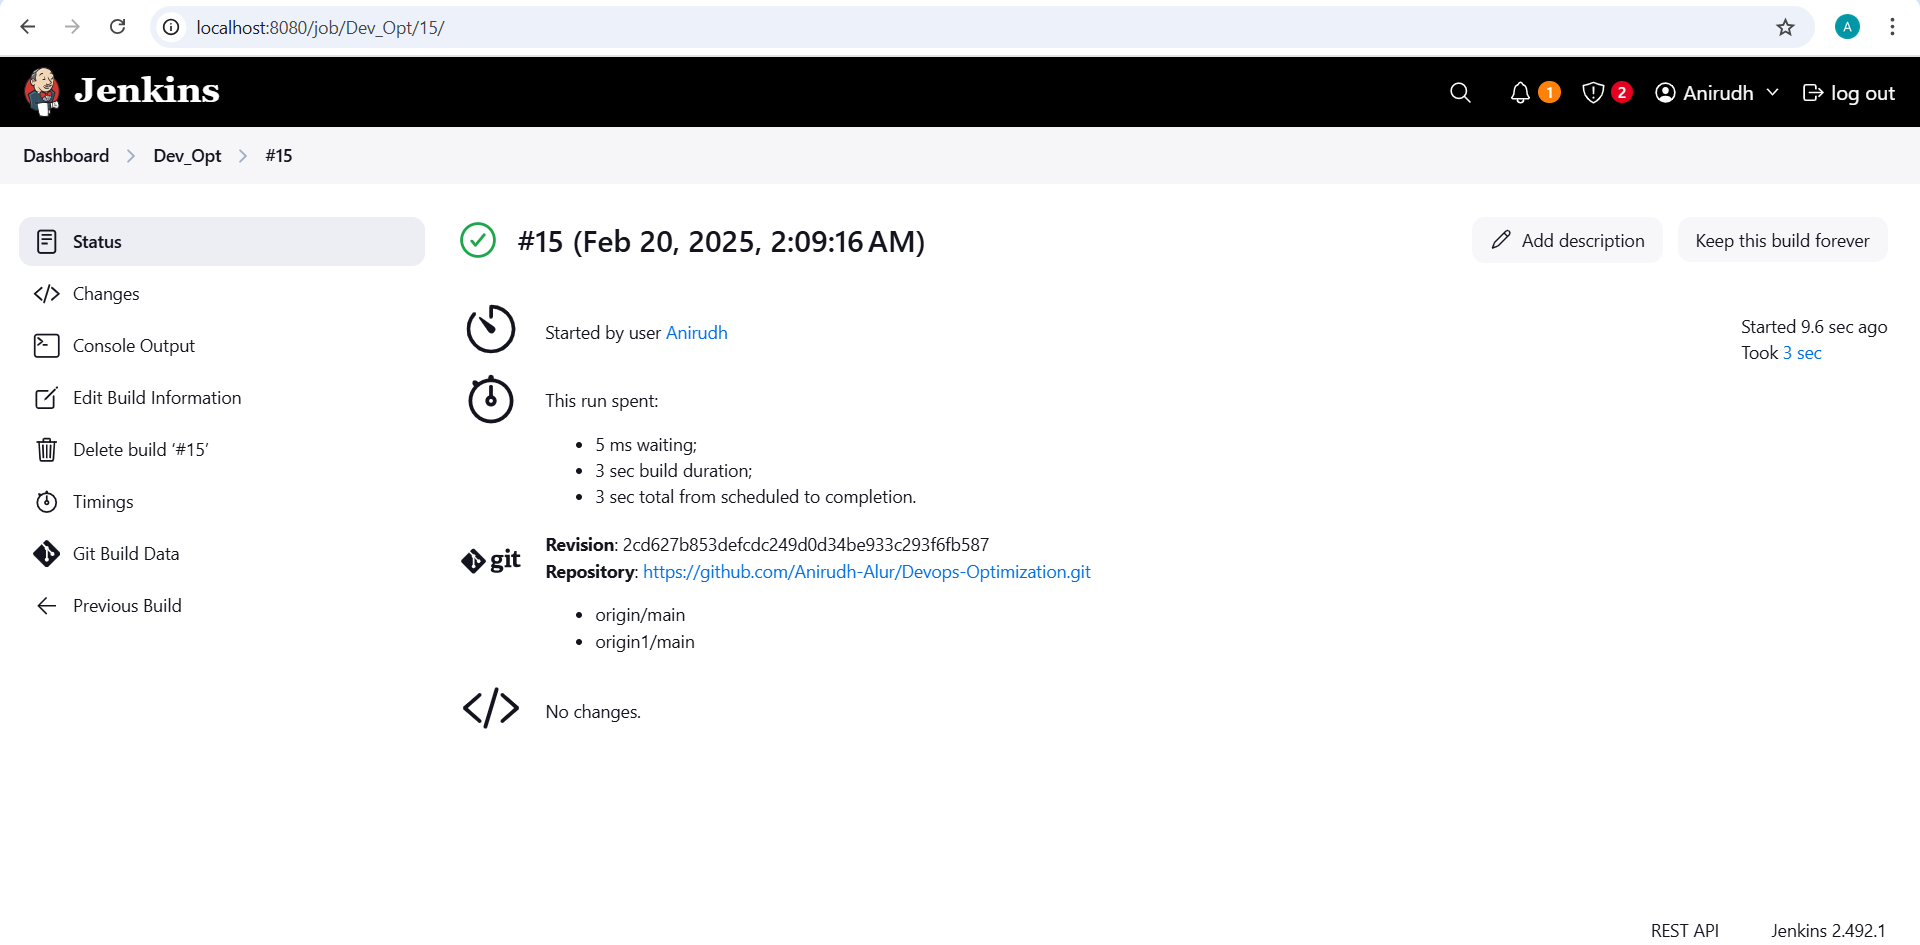 localhost:8080/job/Dev_Opt/15/
A
Jenkins
1
2
Anirudh
log out
Dashboard
Dev_Opt
#15
Status
Changes
Console Output
Edit Build Information
Delete build ‘#15’
Timings
Git Build Data
Previous Build
#15 (Feb 20, 2025, 2:09:16 AM)
Add description
Keep this build forever
Started by user Anirudh
Started 9.6 sec ago
Took 3 sec
This run spent:
5 ms waiting;
3 sec build duration;
3 sec total from scheduled to completion.
git
Revision: 2cd627b853defcdc249d0d34be933c293f6fb587
Repository: https://github.com/Anirudh-Alur/Devops-Optimization.git
origin/main
origin1/main
No changes.
REST API
Jenkins 2.492.1